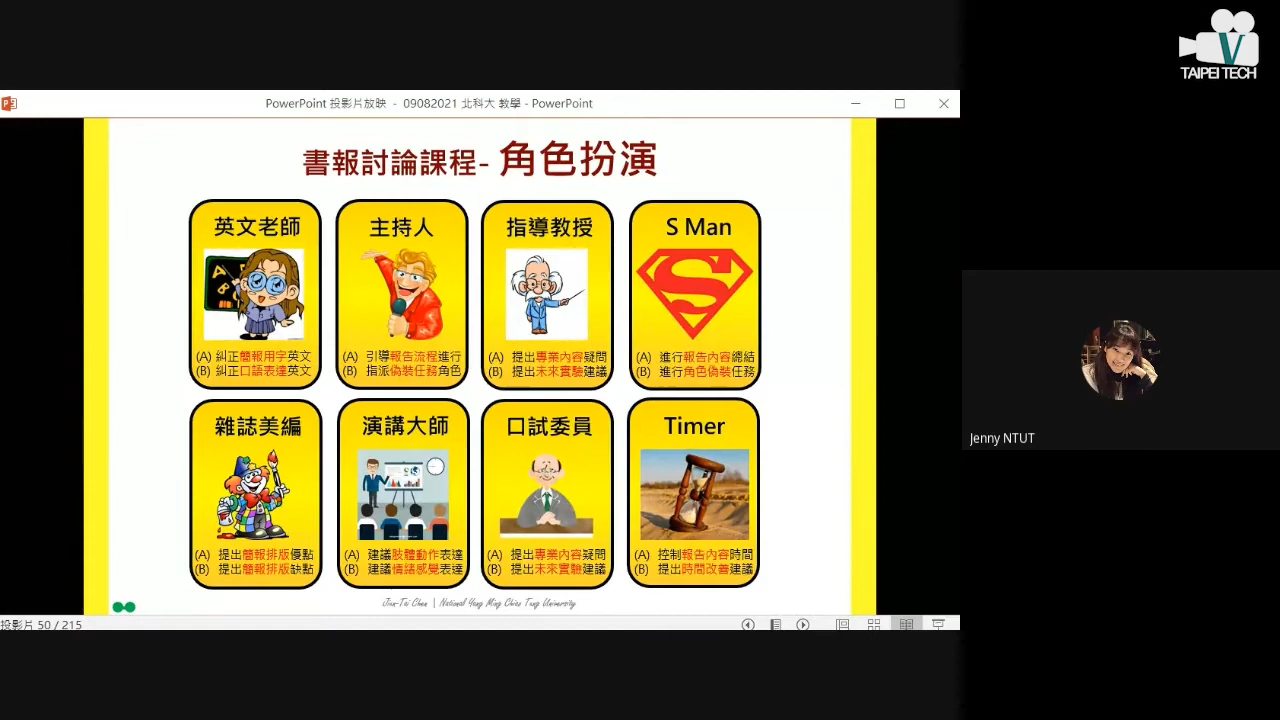 V
TAIPEI TECH
PowerPoint 投影片放映 - 09082021 北科大 教學 - PowerPoint
書報討論課程- 角色扮演
英文老師
A
B
(A) 糾正簡報用字英文
(B) 糾正口語表達英文
主持人
(A) 引導報告流程進行
(B) 指派偽裝任務角色
指導教授
(A) 提出專業內容疑問
(B) 提出未來實驗建議
S Man
S
(A) 進行報告內容總結
(B) 進行角色偽裝任務
雜誌美編
(A) 提出簡報排版優點
(B) 提出簡報排版缺點
演講大師
(A) 建議肢體動作表達
(B) 建議情緒感覺表達
口試委員
(A) 提出專業內容疑問
(B) 提出未來實驗建議
Timer
(A) 控制報告內容時間
(B) 提出時間改善建議
Jiun-Tai Chen | National Yang Ming Chiao Tung University
投影片 50 / 215
Jenny NTUT